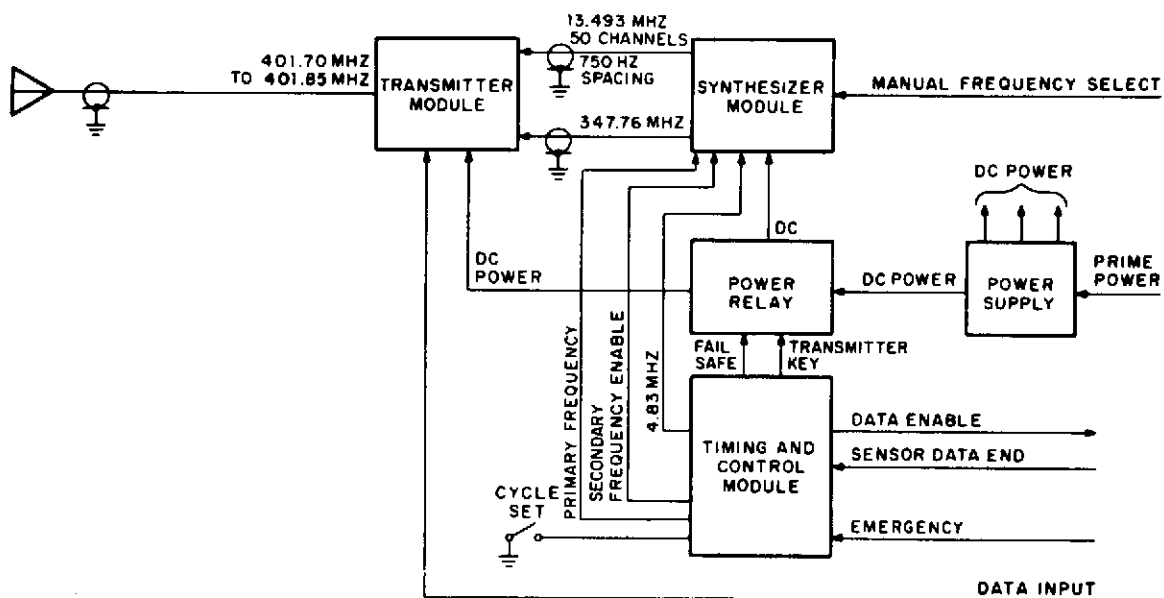 13.493 MHZ
50 CHANNELS
750 HZ
SPACING
401.70 MHZ
TO 401.85MHZ
TRANSMITTER
MODULE
SYNTHESIZER
MODULE
MANUAL FREQUENCY SELECT
347.76 MHZ
DC POWER
DC
DC
POWER
POWER
RELAY
DC POWER
POWER
SUPPLY
PRIME
POWER
FAIL
SAFE
TRANSMITTER
KEY
PRIMARY FREQUENCY
SECONDARY
FREQUENCY ENABLE
4.83 MHZ
TIMING AND
CONTROL
MODULE
DATA ENABLE
SENSOR DATA END
EMERGENCY
CYCLE
SET
DATA INPUT